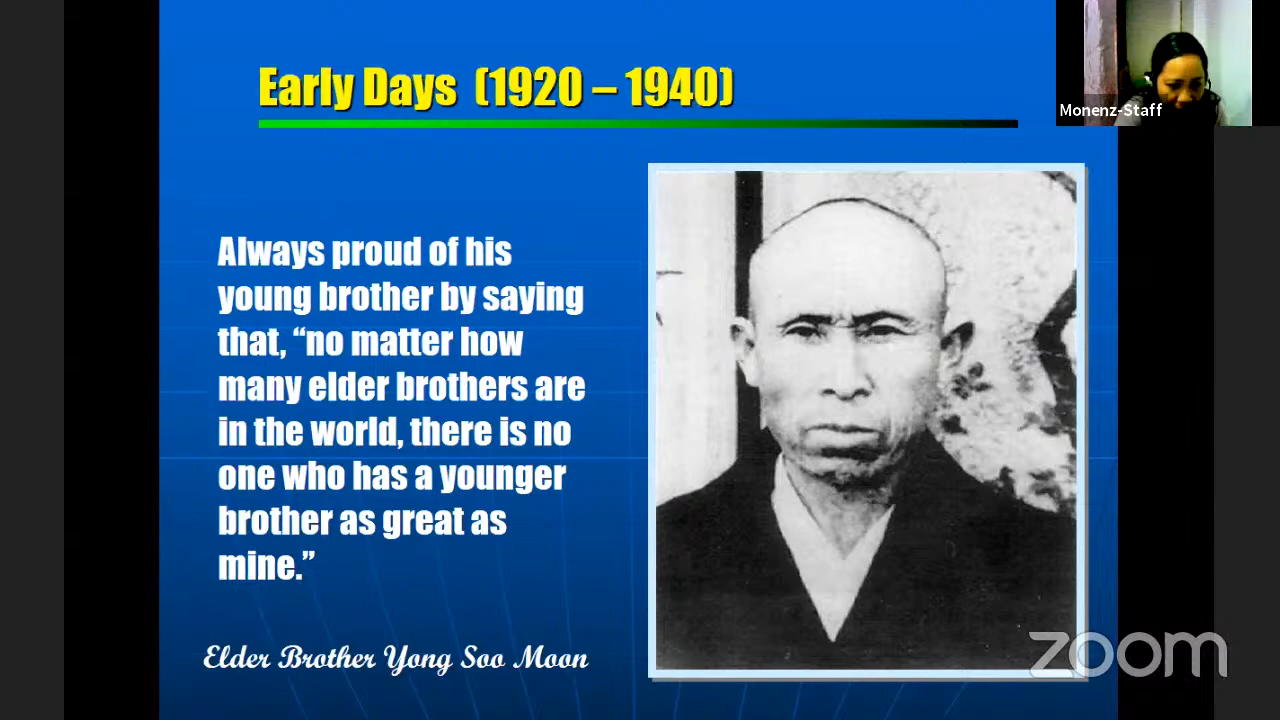 Early Days (1920 – 1940)
Monenz-Staff
Always proud of his
young brother by saying
that, “no matter how
many elder brothers are
in the world, there is no
one who has a younger
brother as great as
mine.”
Elder Brother Yong Soo Moon
zoom